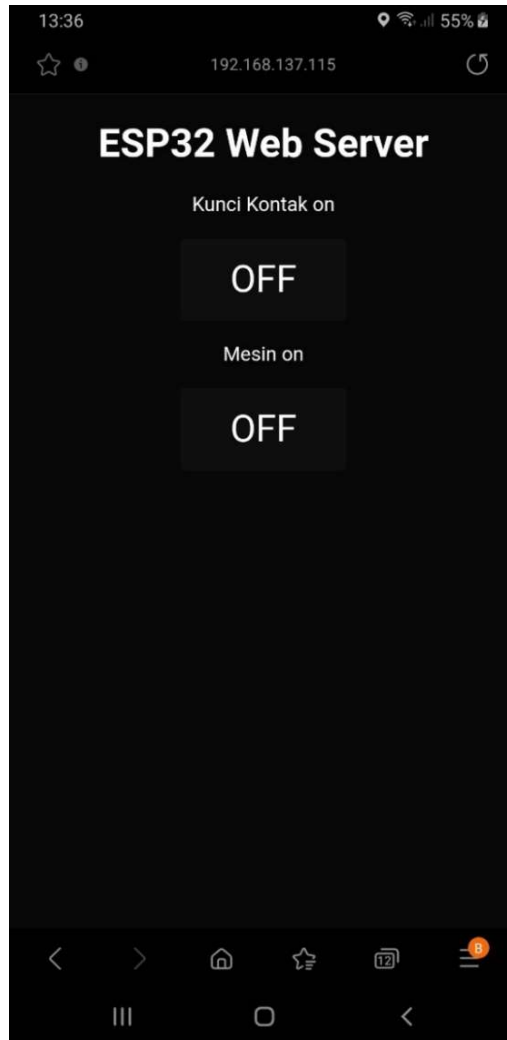 13:36 55%
192.168.137.115
ESP32 Web Server
Kunci Kontak on
OFF
Mesin on
OFF
12
8